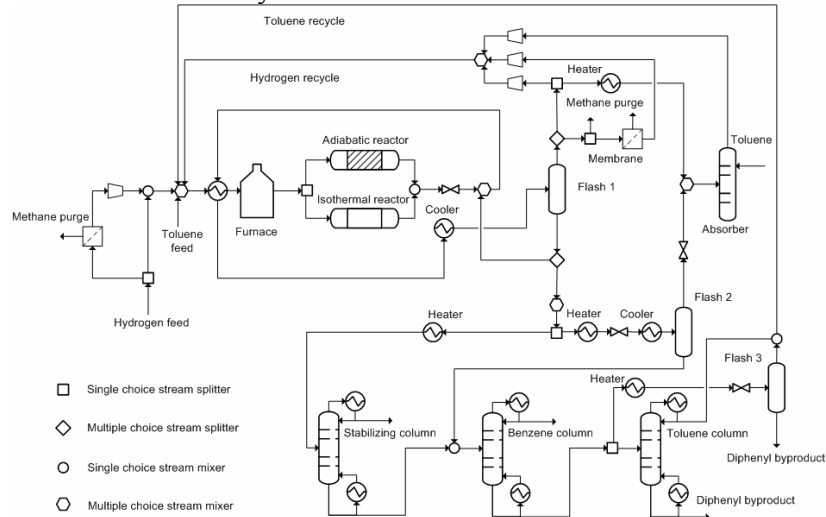 Toluene recycle
Hydrogen recycle
Heater
Methane purge
Adiabatic reactor
Membrane
Toluene
Isothermal reactor
Flash 1
Cooler
Methane purge
Toluene
feed
Furnace
Absorber
Hydrogen feed
Flash 2
Heater
Heater
Cooler
Flash 3
Heater
Single choice stream splitter
Multiple choice stream splitter
Single choice stream mixer
Multiple choice stream mixer
Stabilizing column
Benzene column
Toluene column
Diphenyl byproduct
Diphenyl byproduct